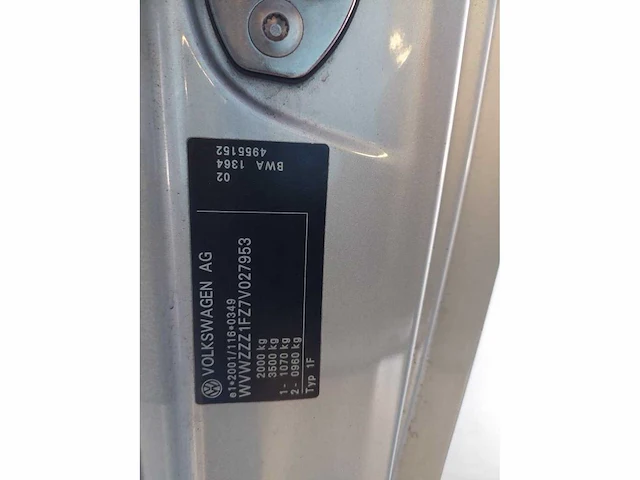 VOLKSWAGEN AG
e1*2001/116*0349
WVWZZZ1FZ7V027953
2000 kg
3500 kg
1 - 1070 kg
2 - 0960 kg
Typ 1F
02
BWA 1364
4955152